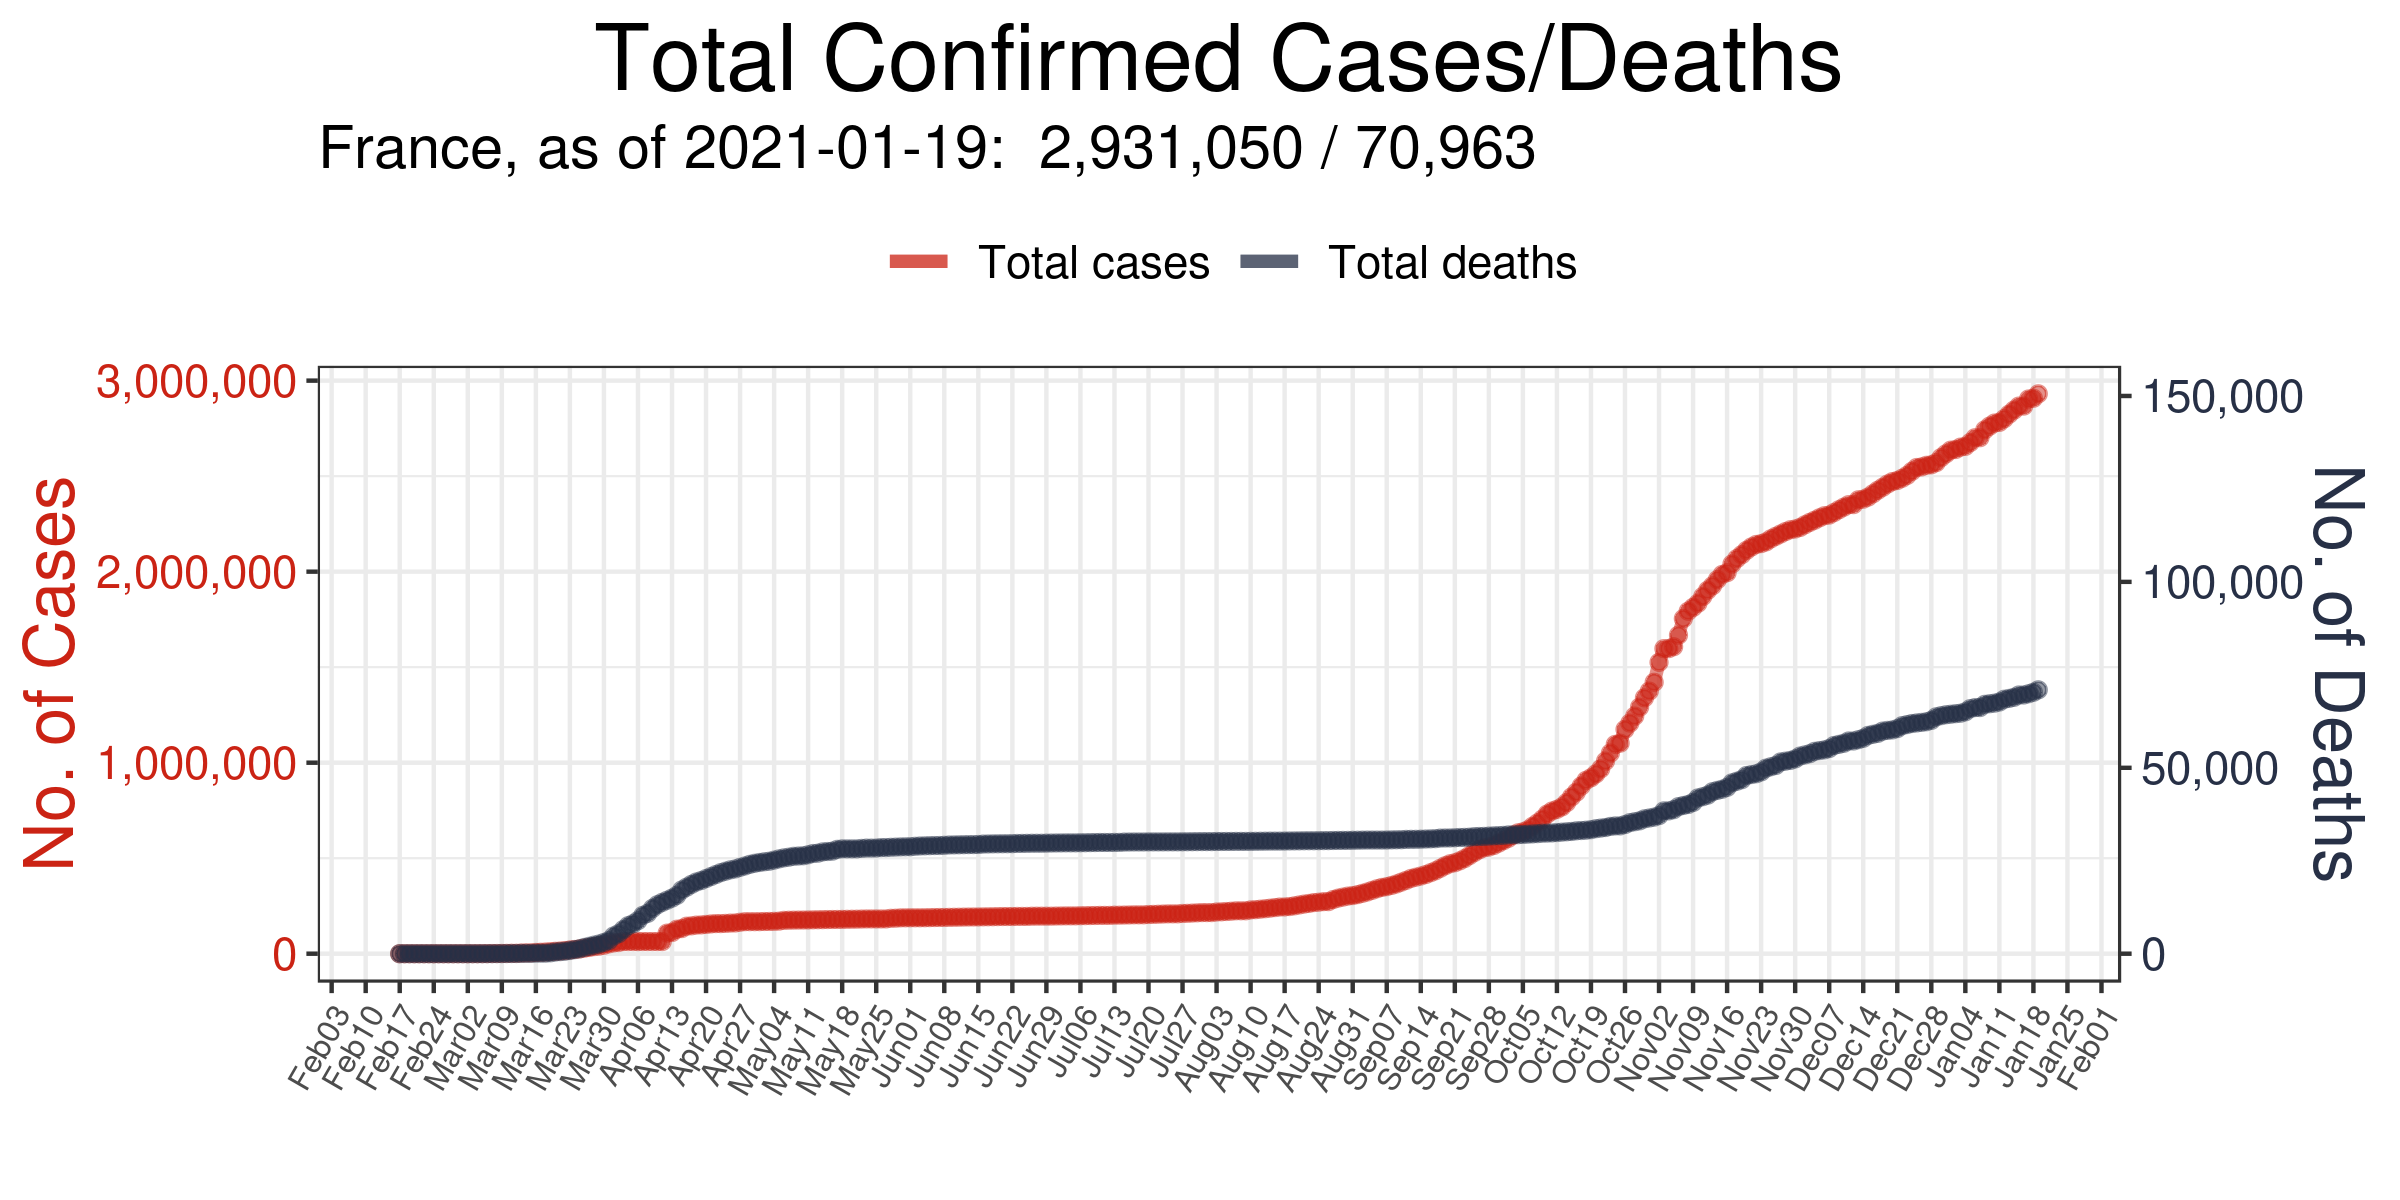 Total Confirmed Cases/Deaths
France, as of 2021-01-19: 2,931,050 / 70,963
Total cases Total deaths
No. of Cases
3,000,000
2,000,000
1,000,000
0
150,000
100,000
50,000
0
No. of Deaths
Feb03 Feb10 Feb17 Feb24 Mar02 Mar09 Mar16 Mar23 Mar30 Apr06 Apr13 Apr20 Apr27 May04 May11 May18 May25 Jun01 Jun08 Jun15 Jun22 Jun29 Jul06 Jul13 Jul20 Jul27 Aug03 Aug10 Aug17 Aug24 Aug31 Sep07 Sep14 Sep21 Sep28 Oct05 Oct12 Oct19 Oct26 Nov02 Nov09 Nov16 Nov23 Nov30 Dec07 Dec14 Dec21 Dec28 Jan04 Jan11 Jan18 Jan25 Feb01